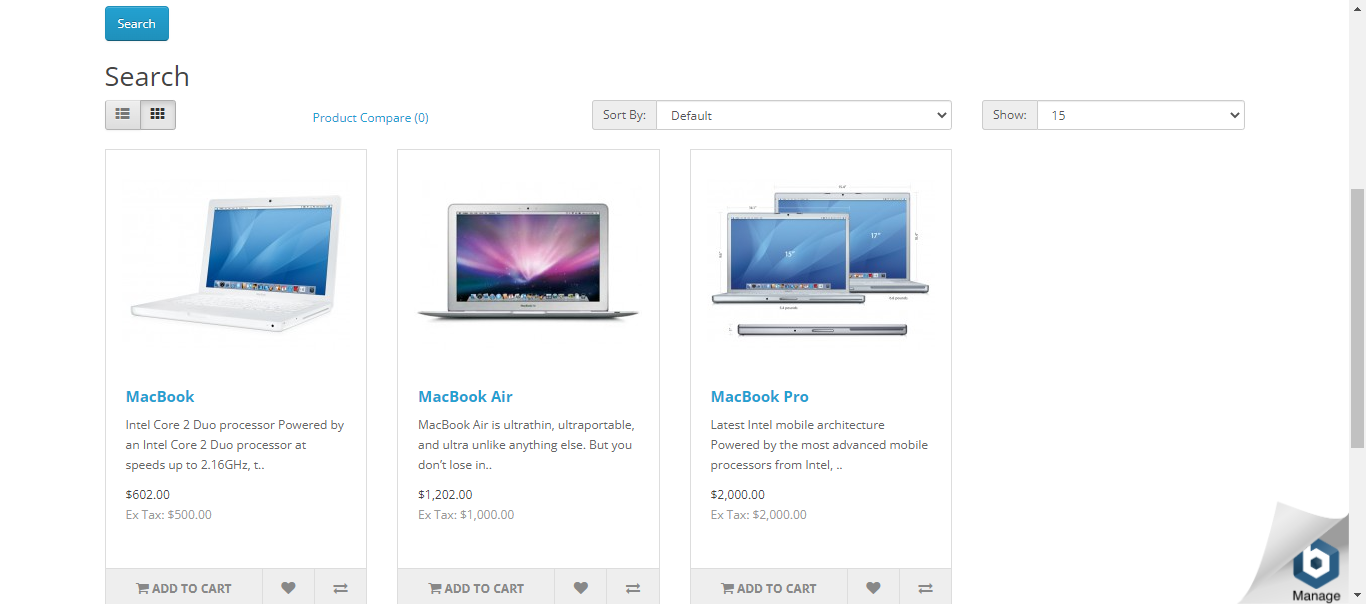 Search
Search
Product Compare (0)
Sort By:
Default
Show:
15
15.4"
17"
15"
MacBook
MacBook Air
MacBook Pro
Intel Core 2 Duo processor Powered by
an Intel Core 2 Duo processor at
speeds up to 2.16GHz, t..
MacBook Air is ultrathin, ultraportable,
and ultra unlike anything else. But you
don’t lose in..
Latest Intel mobile architecture
Powered by the most advanced mobile
processors from Intel, ..
$602.00
Ex Tax: $500.00
$1,202.00
Ex Tax: $1,000.00
$2,000.00
Ex Tax: $2,000.00
ADD TO CART
ADD TO CART
ADD TO CART
Manage